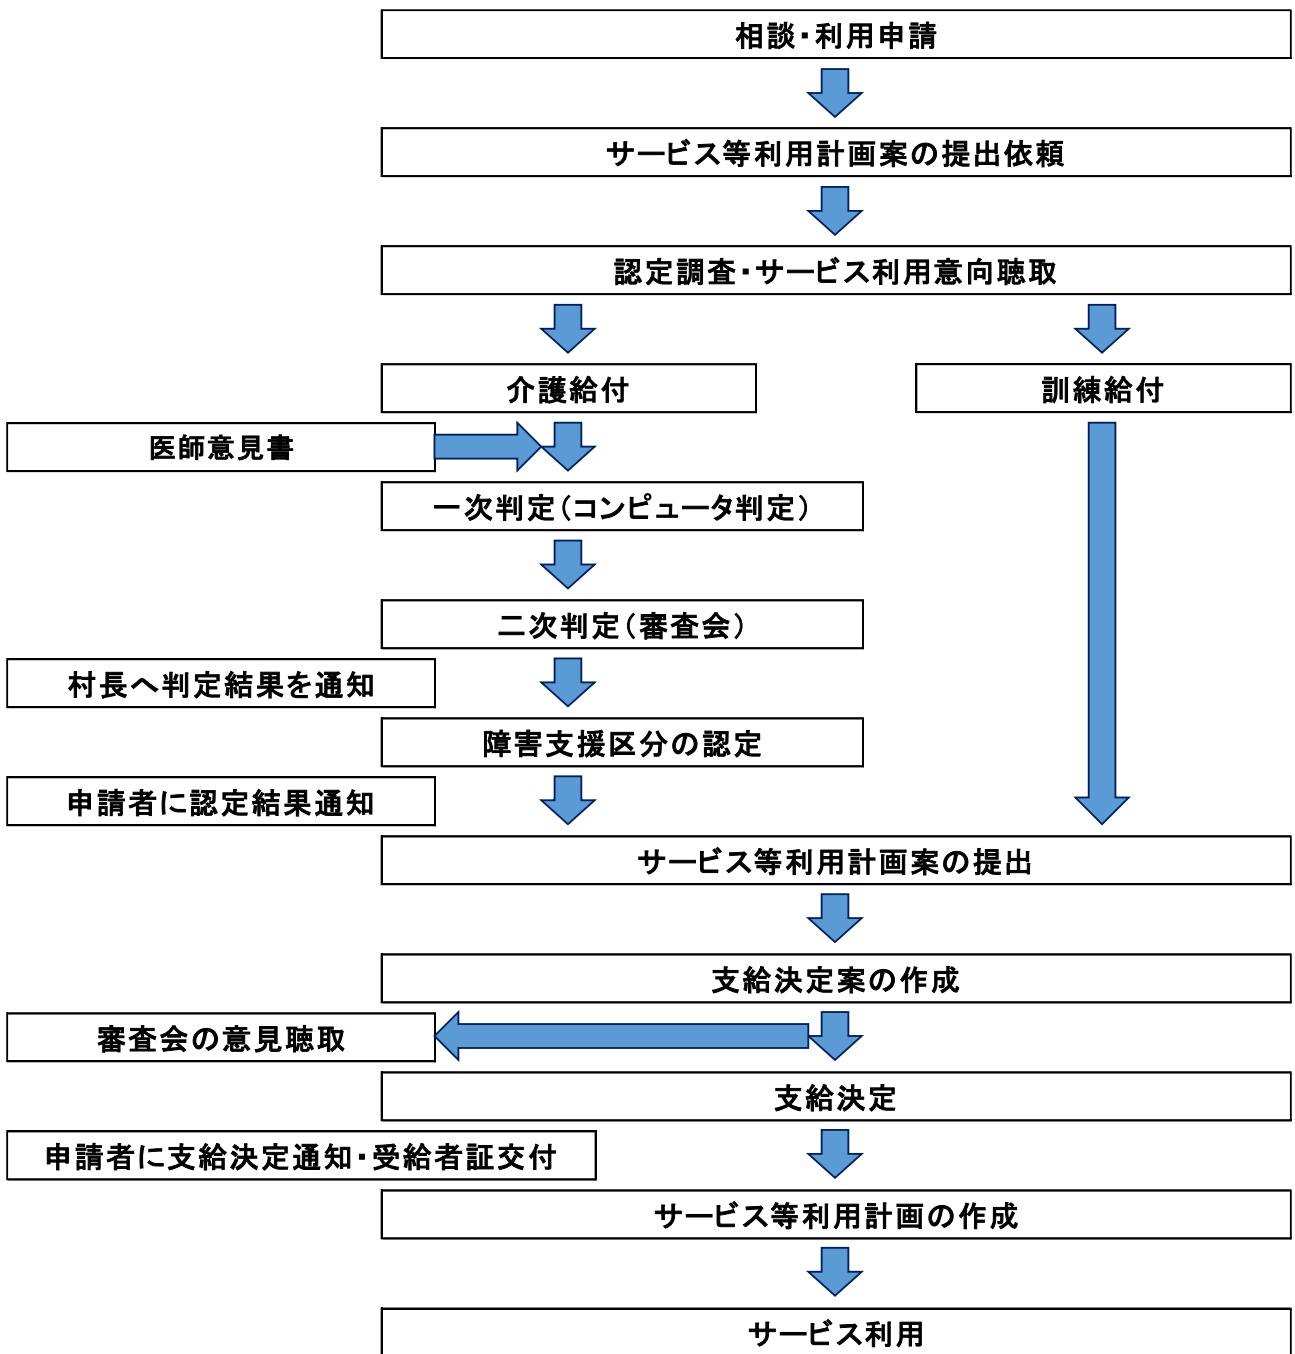 相談・利用申請
サービス等利用計画案の提出依頼
認定調査・サービス利用意向聴取
介護給付
訓練給付
医師意見書
一次判定(コンピュータ判定)
二次判定(審査会)
村長へ判定結果を通知
障害支援区分の認定
申請者に認定結果通知
サービス等利用計画案の提出
支給決定案の作成
審査会の意見聴取
支給決定
申請者に支給決定通知・受給者証交付
サービス等利用計画の作成
サービス利用